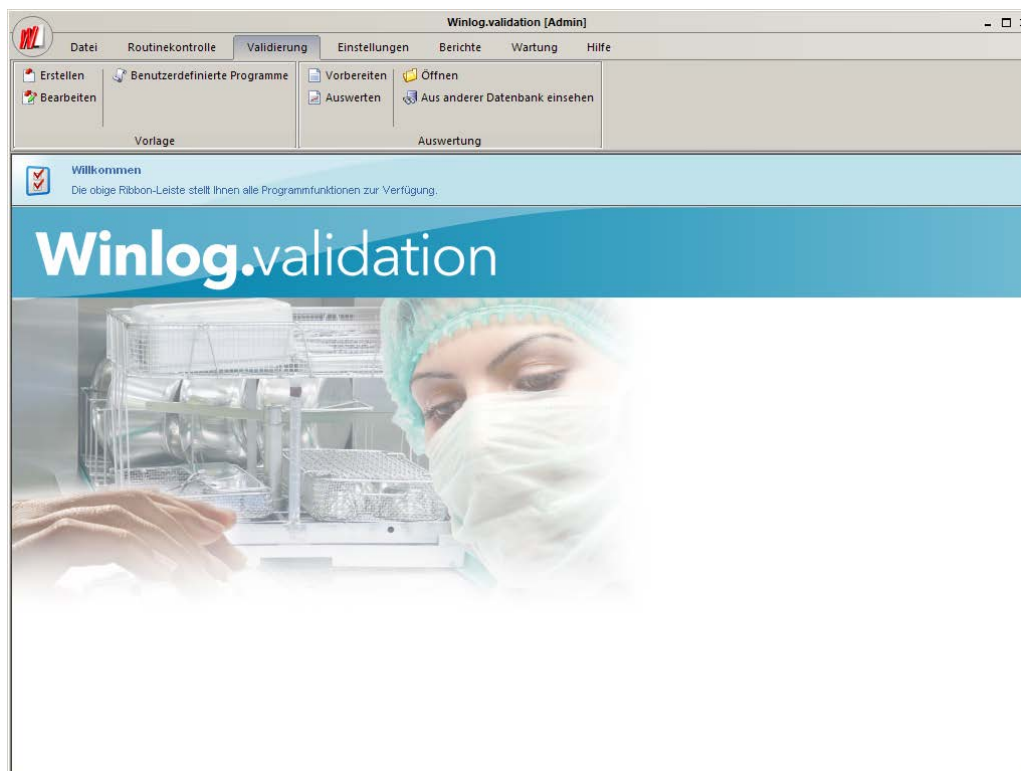 Winlog.validation [Admin]
Datei Routinekontrolle Validierung Einstellungen Berichte Wartung Hilfe
Erstellen Benutzerdefinierte Programme Vorbereiten Öffnen
Bearbeiten Auswerten Aus anderer Datenbank einsehen
Vorlage Auswertung
Willkommen
Die obige Ribbon-Leiste stellt Ihnen alle Programmfunktionen zur Verfügung.
Winlog.validation